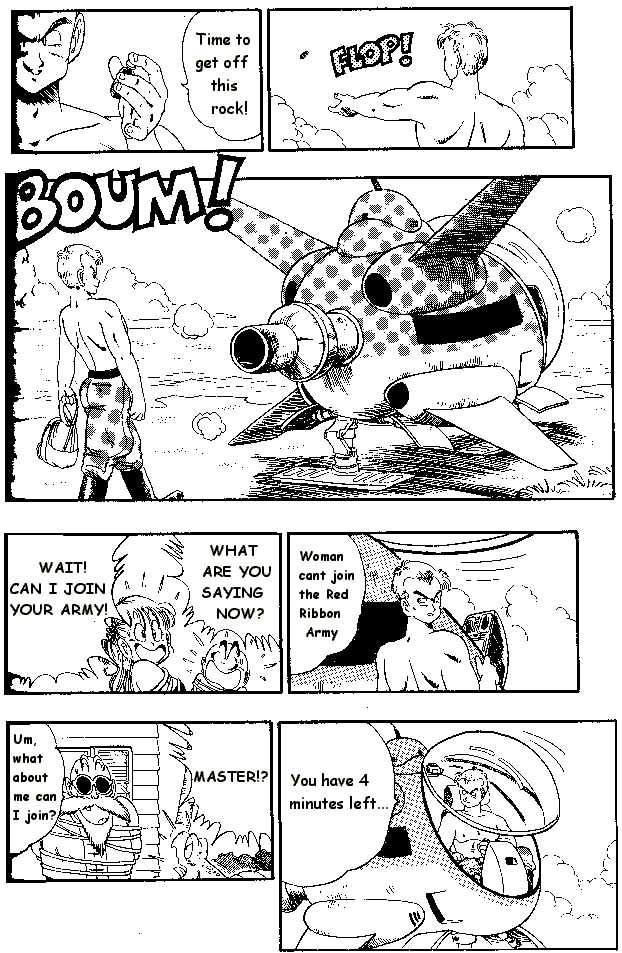 Time to
get off
this
rock!
FLOP!
BOUM!
WAIT!
CAN I JOIN
YOUR ARMY!
WHAT
ARE YOU
SAYING
NOW?
Woman
cant join
the Red
Ribbon
Army
Um,
what
about
me can
I join?
MASTER!?
You have 4
minutes left...